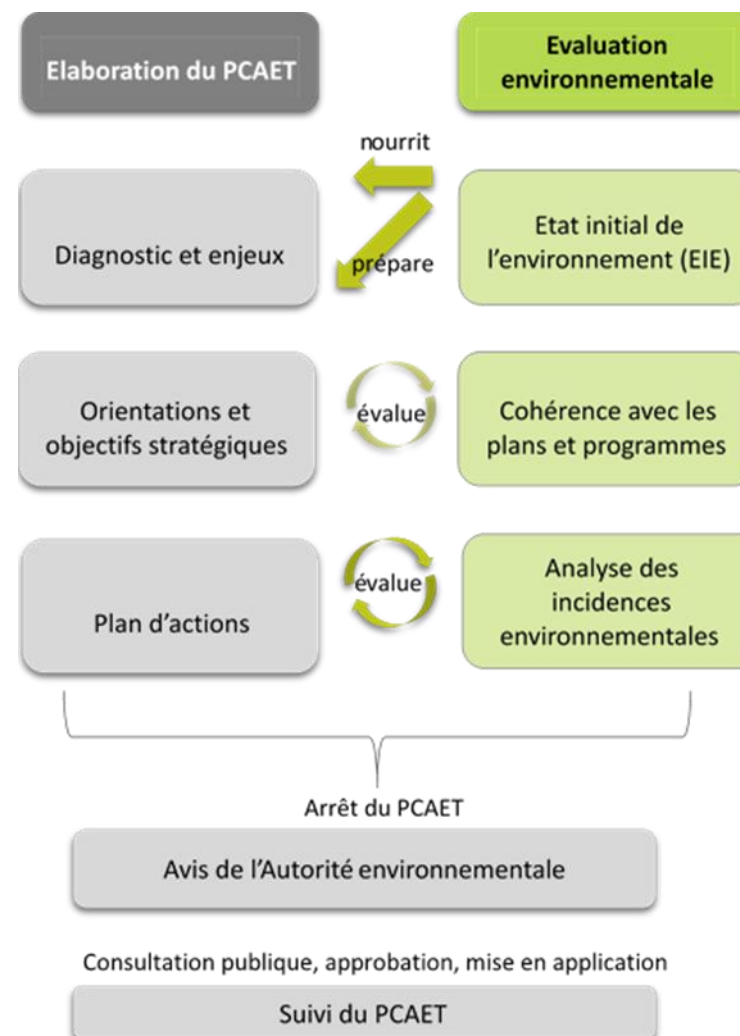 Elaboration du PCAET
Evaluation
environnementale
nourrit
Diagnostic et enjeux
prépare
Etat initial de
l’environnement (EIE)
Orientations et
objectifs stratégiques
évalue
Cohérence avec les
plans et programmes
Plan d’actions
évalue
Analyse des
incidences
environnementales
Arrêt du PCAET
Avis de l’Autorité environnementale
Consultation publique, approbation, mise en application
Suivi du PCAET